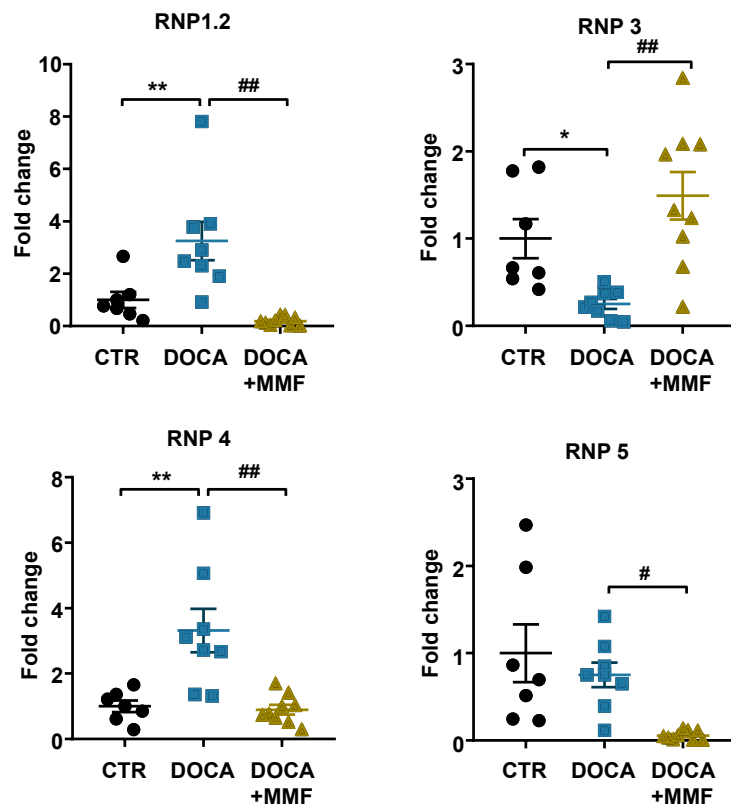 RNP1.2
10
8
6
4
2
0
Fold change
**
##
CTR
DOCA
DOCA
+MMF
RNP 3
3
2
1
0
Fold change
*
##
CTR
DOCA
DOCA
+MMF
RNP 4
8
6
4
2
0
Fold change
**
##
CTR
DOCA
DOCA
+MMF
RNP 5
3
2
1
0
Fold change
#
CTR
DOCA
DOCA
+MMF